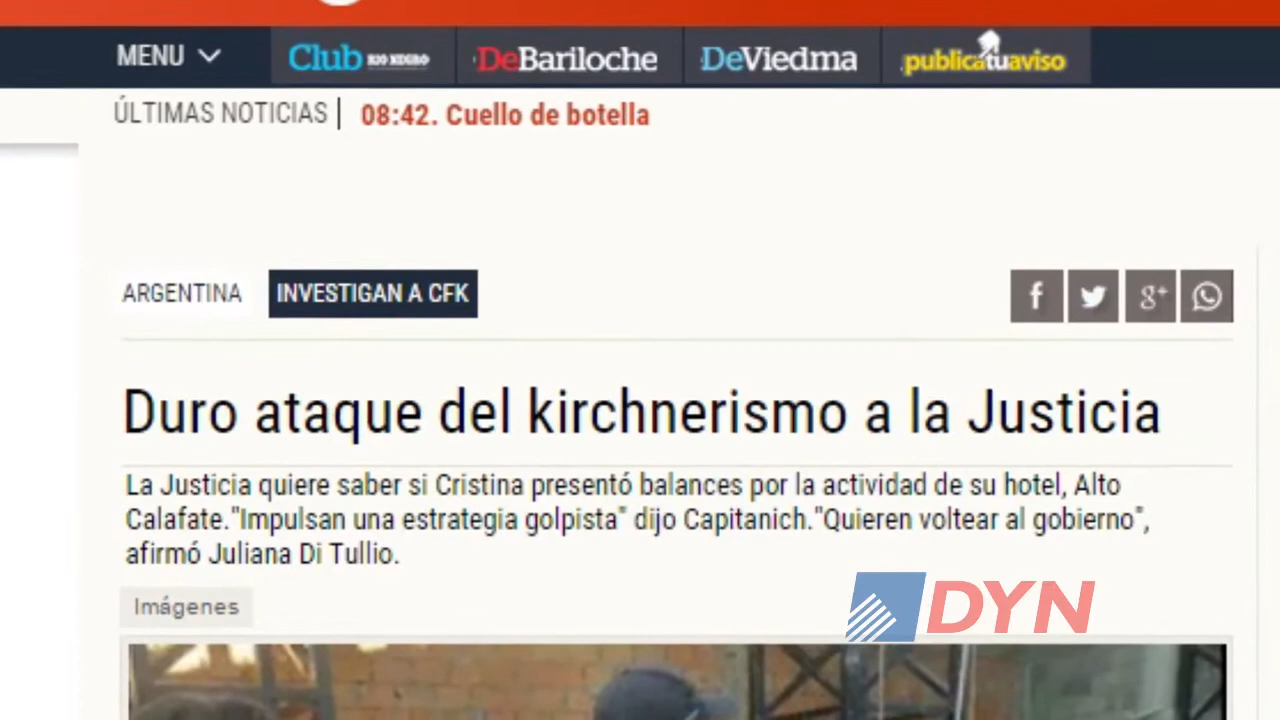 MENU
Club RIO NEGRO
DeBariloche
DeViedma
publicatuaviso
ÚLTIMAS NOTICIAS | 08:42. Cuello de botella
ARGENTINA
INVESTIGAN A CFK
Duro ataque del kirchnerismo a la Justicia
La Justicia quiere saber si Cristina presentó balances por la actividad de su hotel, Alto
Calafate."Impulsan una estrategia golpista" dijo Capitanich."Quieren voltear al gobierno",
afirmó Juliana Di Tullio.
Imágenes
DYN